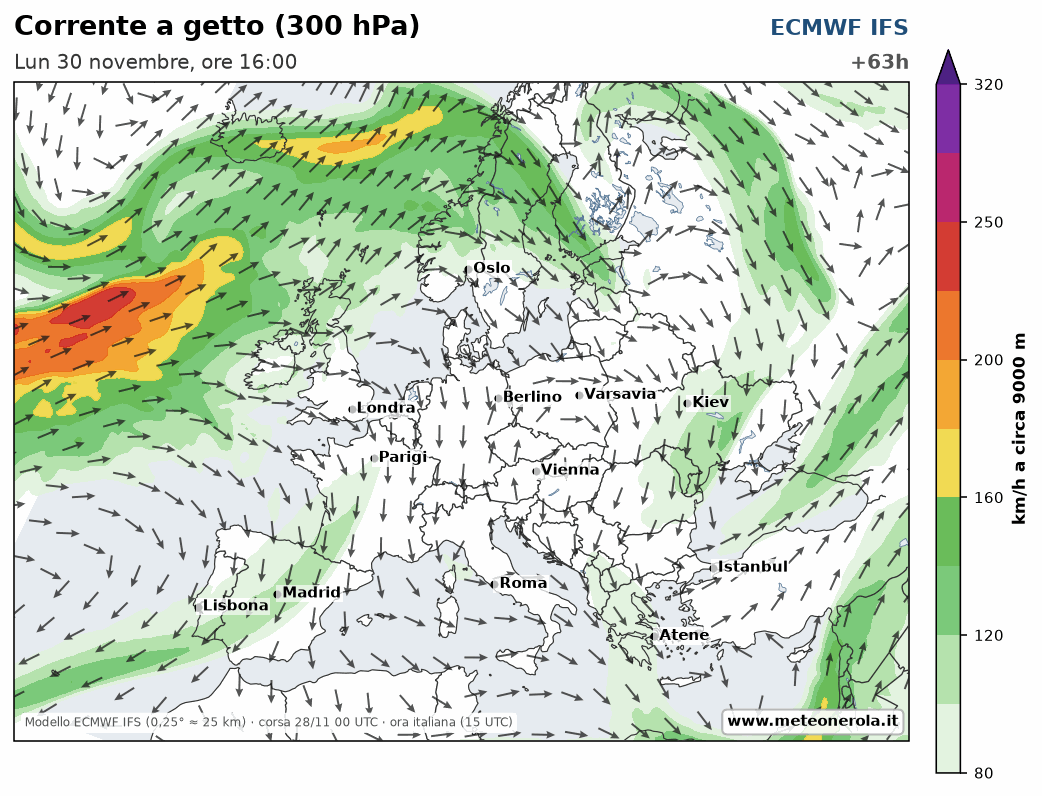 Corrente a getto (300 hPa)
ECMWF IFS
Lun 30 novembre, ore 16:00
+63h
320
250
200
160
120
80
km/h a circa 9000 m
Oslo
Londra
Berlino
Varsavia
Kiev
Parigi
Vienna
Istanbul
Roma
Madrid
Lisbona
Atene
Modello ECMWF IFS (0,25° ≈ 25 km) · corsa 28/11 00 UTC · ora italiana (15 UTC)
www.meteonerola.it